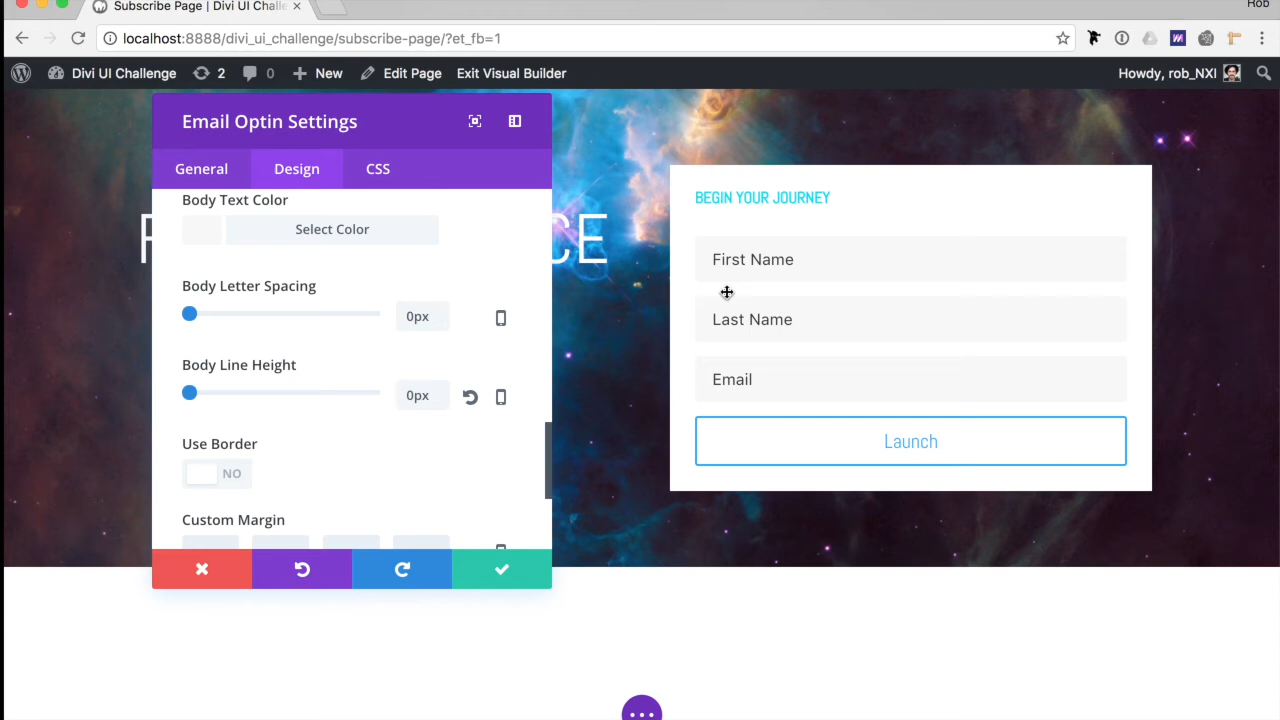 Rob
Subscribe Page | Divi UI Challe
localhost:8888/divi_ui_challenge/subscribe-page/?et_fb=1
Divi UI Challenge 2 0 New Edit Page Exit Visual Builder Howdy, rob_NXI
Email Optin Settings
General Design CSS
Body Text Color
Select Color
Body Letter Spacing
0px
Body Line Height
0px
Use Border
NO
Custom Margin
CE
BEGIN YOUR JOURNEY
First Name
Last Name
Email
Launch